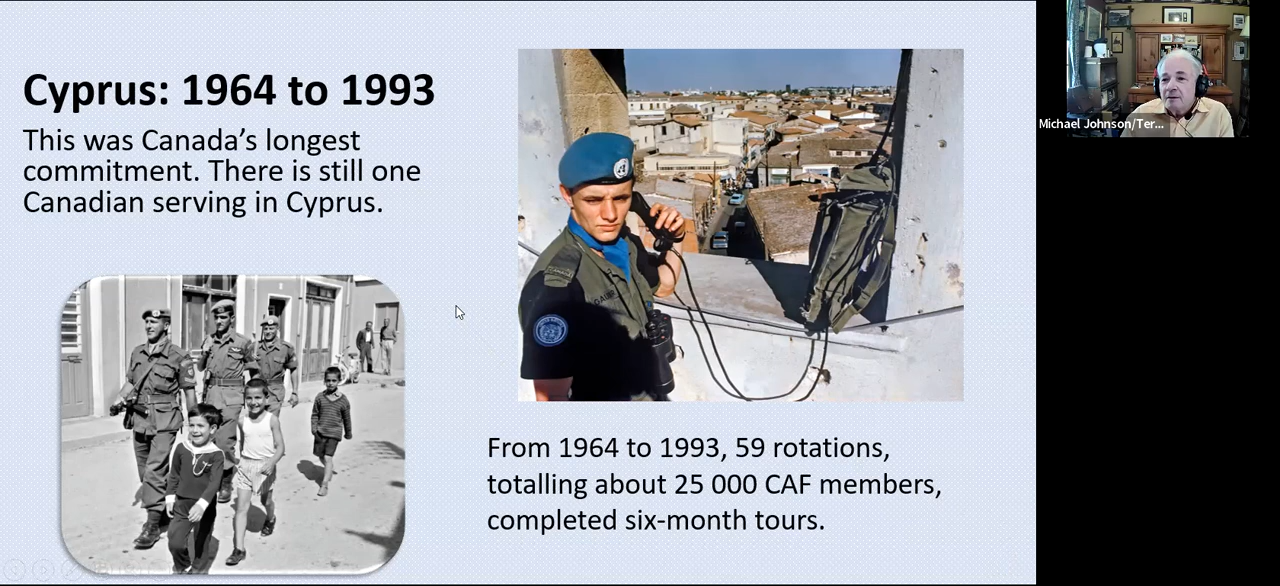 Cyprus: 1964 to 1993
This was Canada's longest
commitment. There is still one
Canadian serving in Cyprus.
From 1964 to 1993, 59 rotations,
totalling about 25 000 CAF members,
completed six-month tours.
Michael Johnson/Ter...